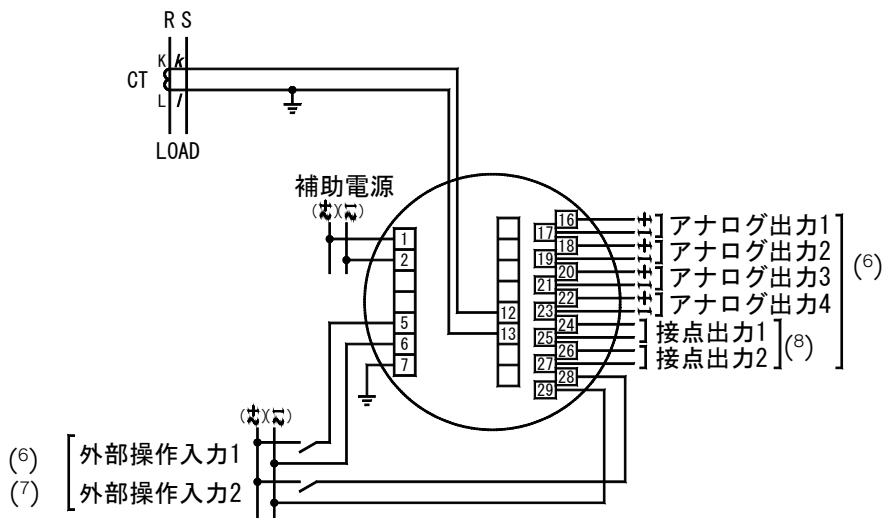 R S
K k
CT
L l
LOAD
補助電源
(+)(-)
1
2
5
6
7
12
13
16
17
18
19
20
21
22
23
24
25
26
27
28
29
+
-
アナログ出力1
+
-
アナログ出力2
+
-
アナログ出力3
+
-
アナログ出力4
(6)
接点出力1
接点出力2
(8)
(+)(-)
(6)
外部操作入力1
(7)
外部操作入力2